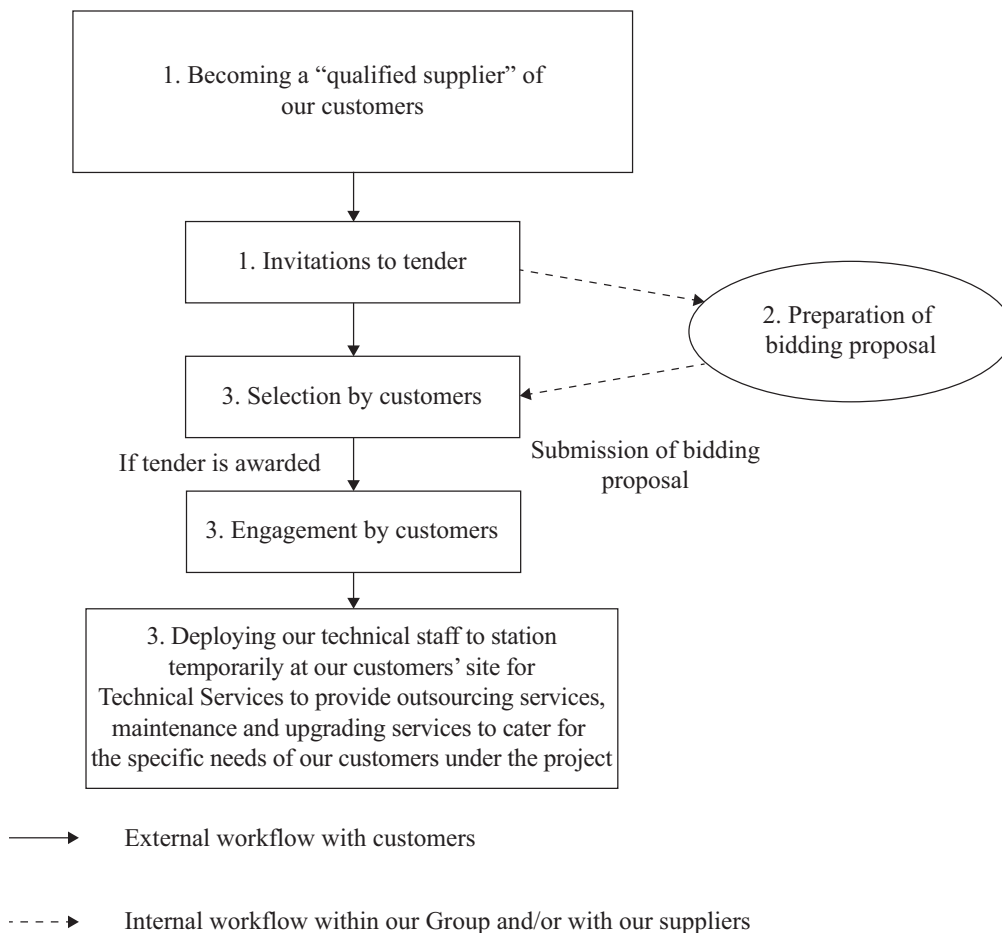 1. Becoming a “qualified supplier” of
our customers
1. Invitations to tender
2. Preparation of
bidding proposal
3. Selection by customers
If tender is awarded
Submission of bidding
proposal
3. Engagement by customers
3. Deploying our technical staff to station
temporarily at our customers’ site for
Technical Services to provide outsourcing services,
maintenance and upgrading services to cater for
the specific needs of our customers under the project
External workflow with customers
Internal workflow within our Group and/or with our suppliers